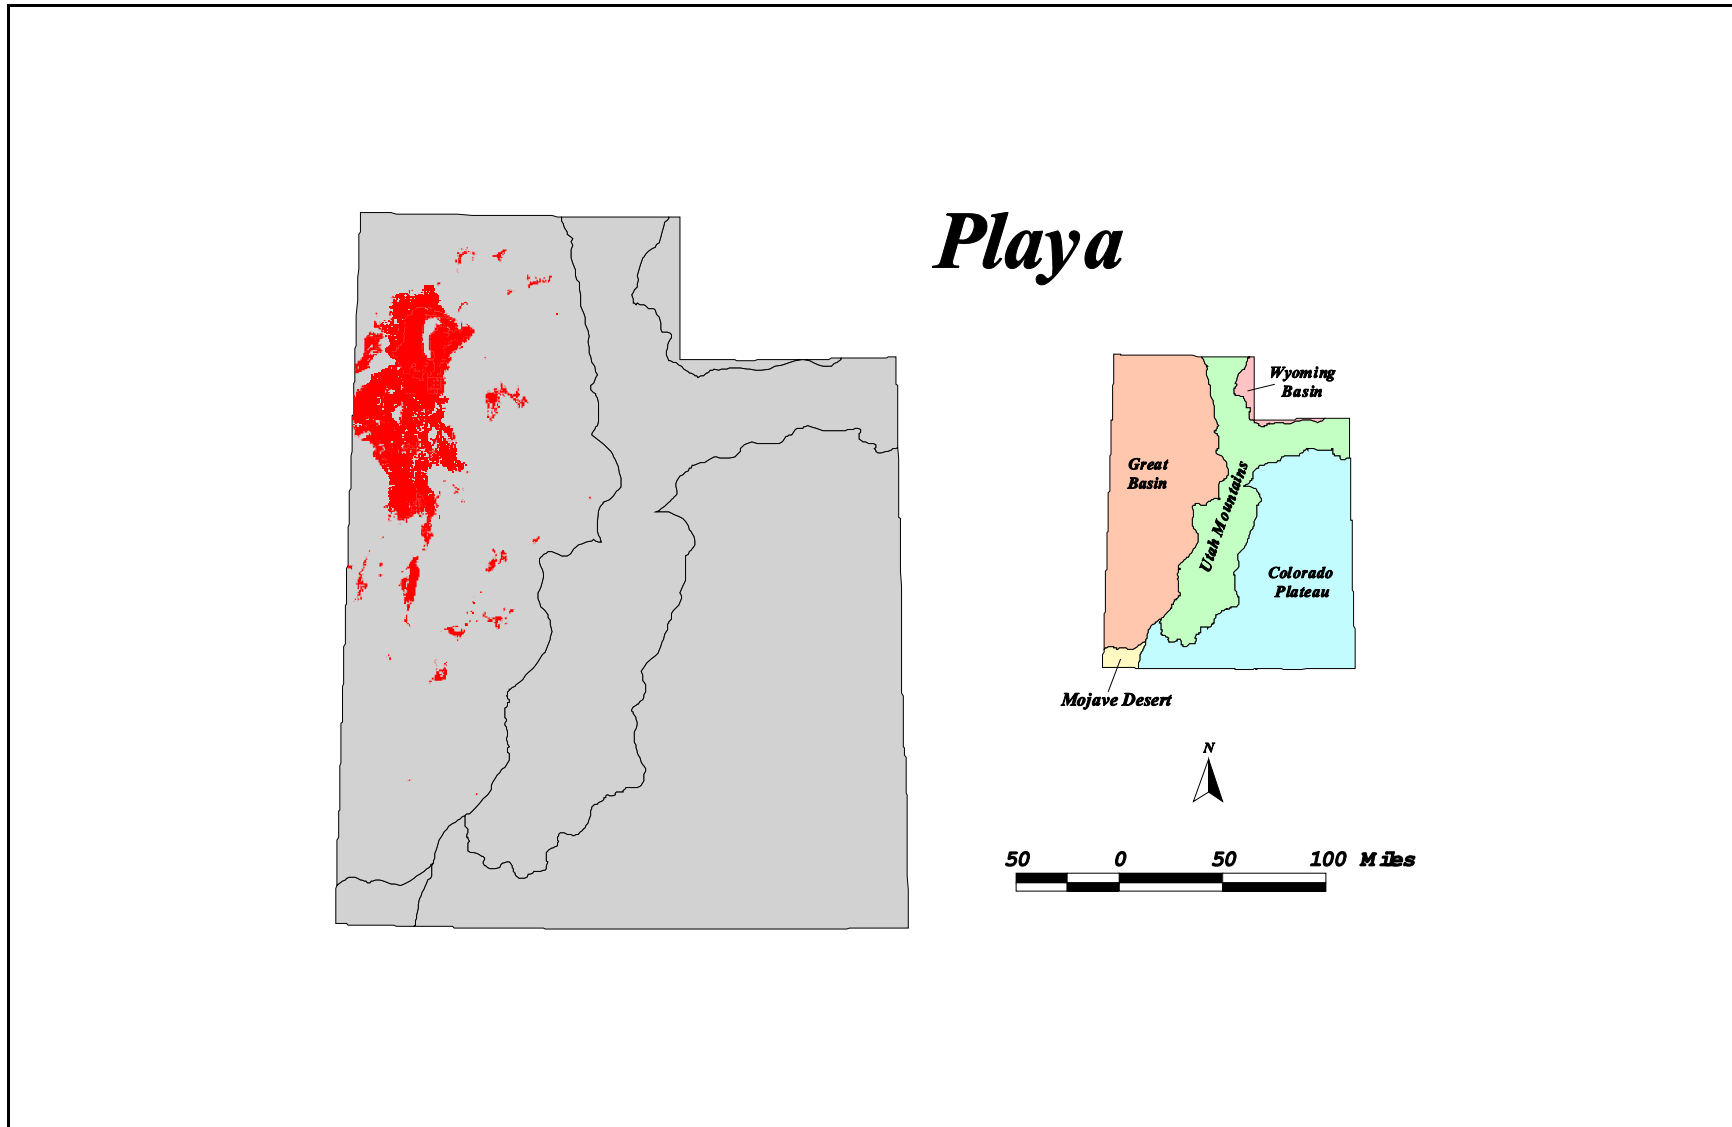 Playa
Wyoming
Basin
Great
Basin
Utah Mountains
Colorado
Plateau
Mojave Desert
N
50 0 50 100 Miles